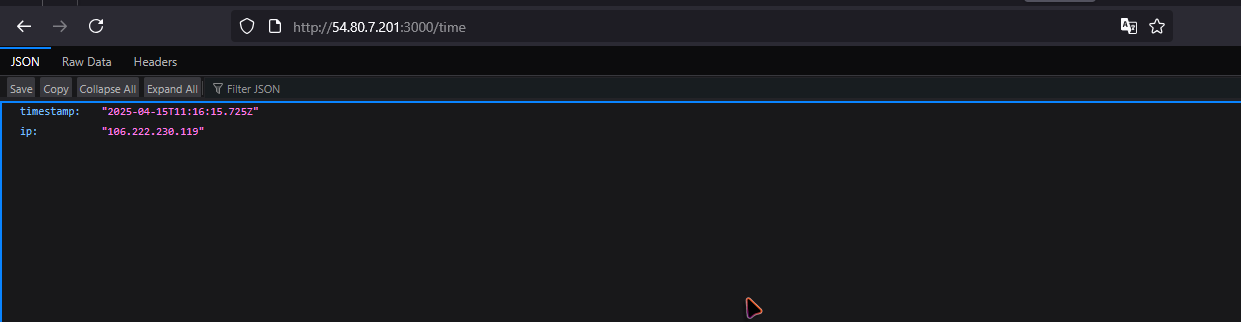 http://54.80.7.201:3000/time
JSON Raw Data Headers
Save Copy Collapse All Expand All Filter JSON
timestamp: "2025-04-15T11:16:15.725Z"
ip: "106.222.230.119"